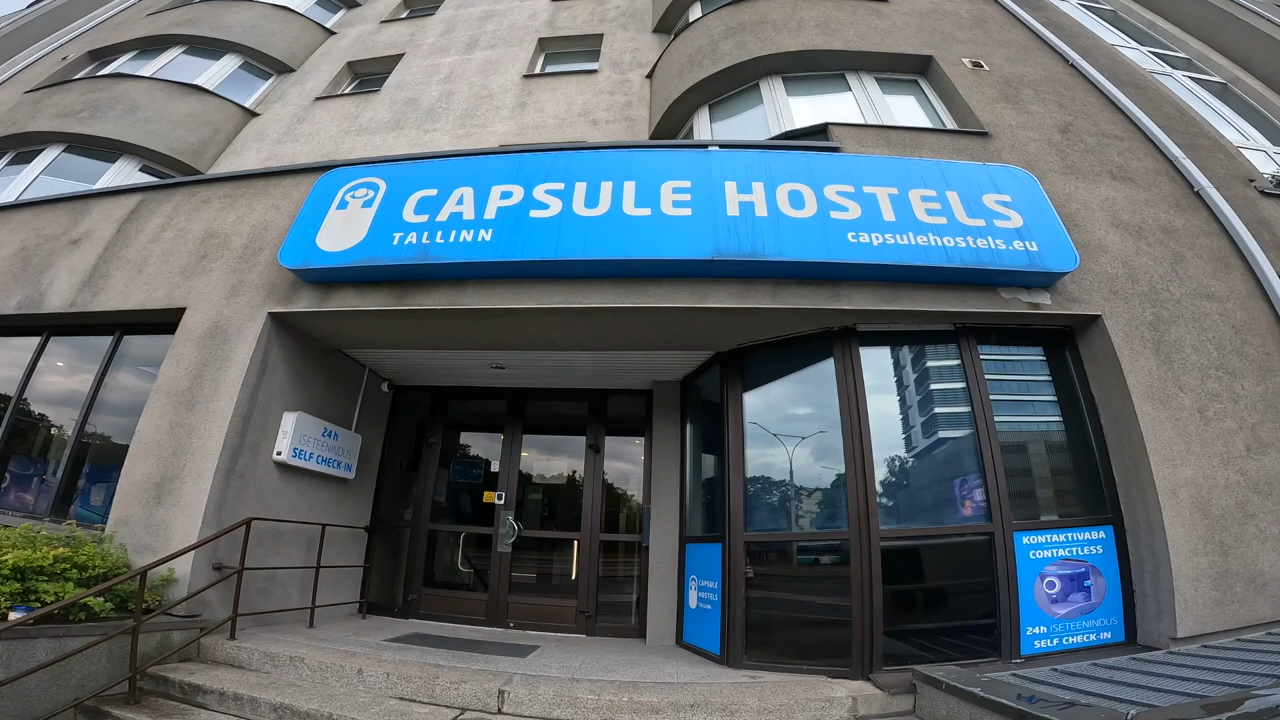 CAPSULE HOSTELS
TALLINN
capsulehostels.eu
24h
ISETEENINDUS
SELF CHECK-IN
CAPSULE
HOSTELS
TALLINN
KONTAKTIVABA
CONTACTLESS
24h ISETEENINDUS
SELF CHECK-IN